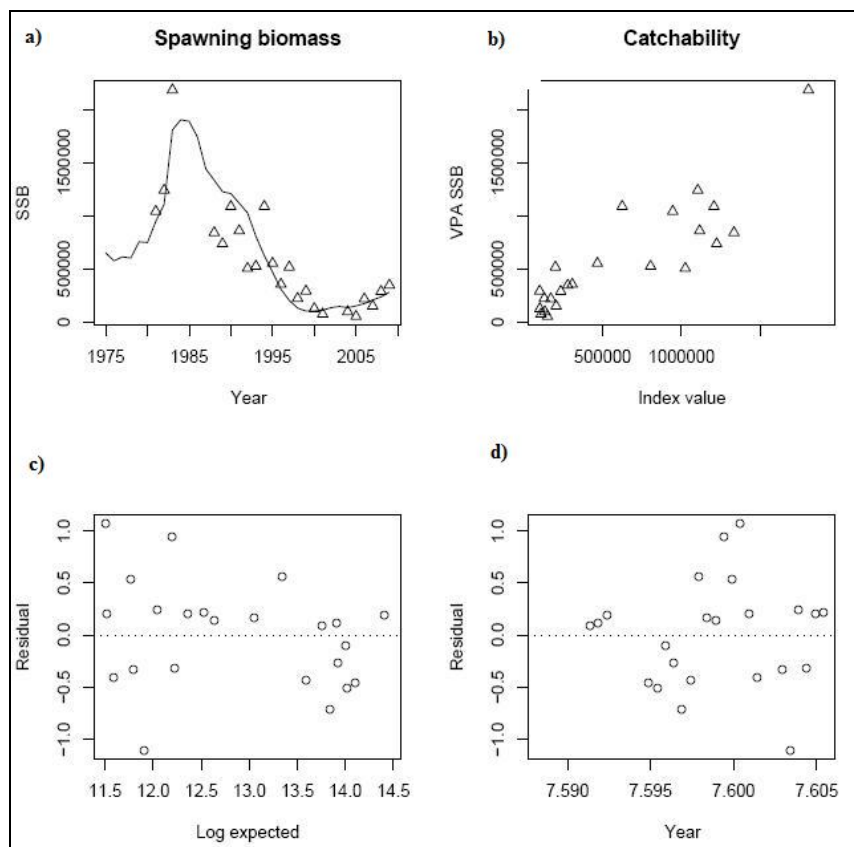 a)
Spawning biomass
SSB
0 500000 1500000
1975 1985 1995 2005
Year
b)
Catchability
VPA SSB
0 500000 1500000
500000 1000000
Index value
c)
Residual
−1.0 −0.5 0.0 0.5 1.0
11.5 12.0 12.5 13.0 13.5 14.0 14.5
Log expected
d)
Residual
−1.0 −0.5 0.0 0.5 1.0
7.590 7.595 7.600 7.605
Year